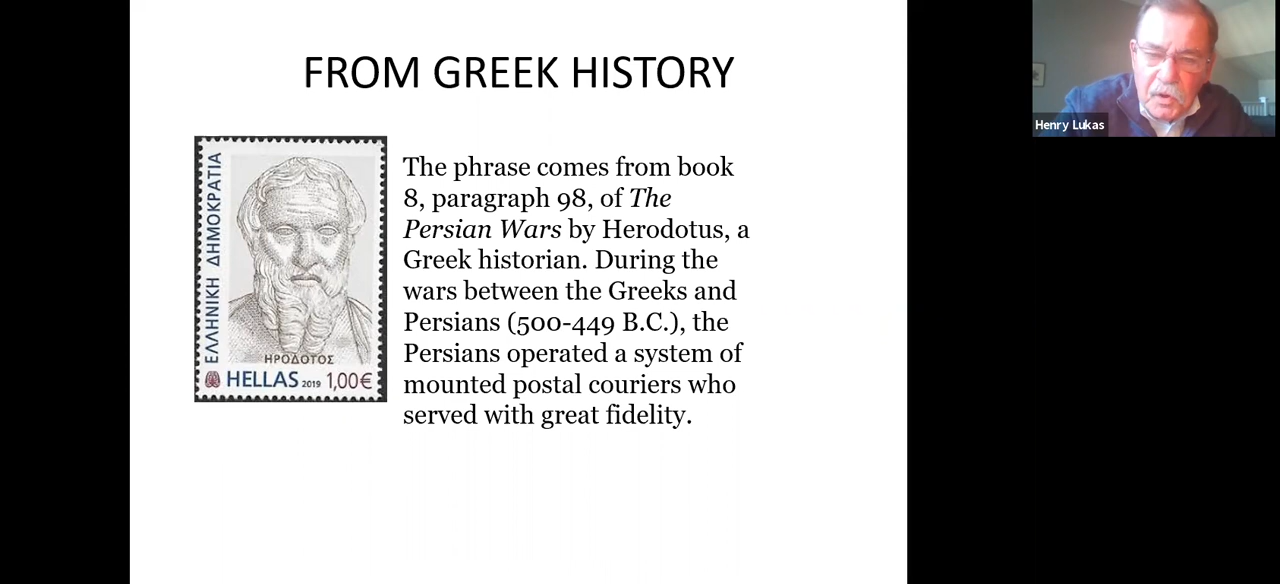 FROM GREEK HISTORY
ΕΛΛΗΝΙΚΗ ΔΗΜΟΚΡΑΤΙΑ
ΗΡΟΔΟΤΟΣ
HELLAS 2019 1,00€
The phrase comes from book
8, paragraph 98, of The
Persian Wars by Herodotus, a
Greek historian. During the
wars between the Greeks and
Persians (500-449 B.C.), the
Persians operated a system of
mounted postal couriers who
served with great fidelity.
Henry Lukas